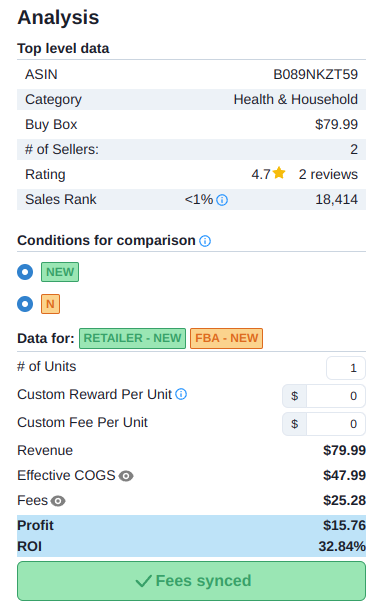 Analysis
Top level data
ASIN B089NKZT59
Category Health & Household
Buy Box $79.99
# of Sellers: 2
Rating 4.7 2 reviews
Sales Rank <1% 18,414
Conditions for comparison
NEW
N
Data for: RETAILER - NEW FBA - NEW
# of Units 1
Custom Reward Per Unit $ 0
Custom Fee Per Unit $ 0
Revenue $79.99
Effective COGS $47.99
Fees $25.28
Profit $15.76
ROI 32.84%
Fees synced